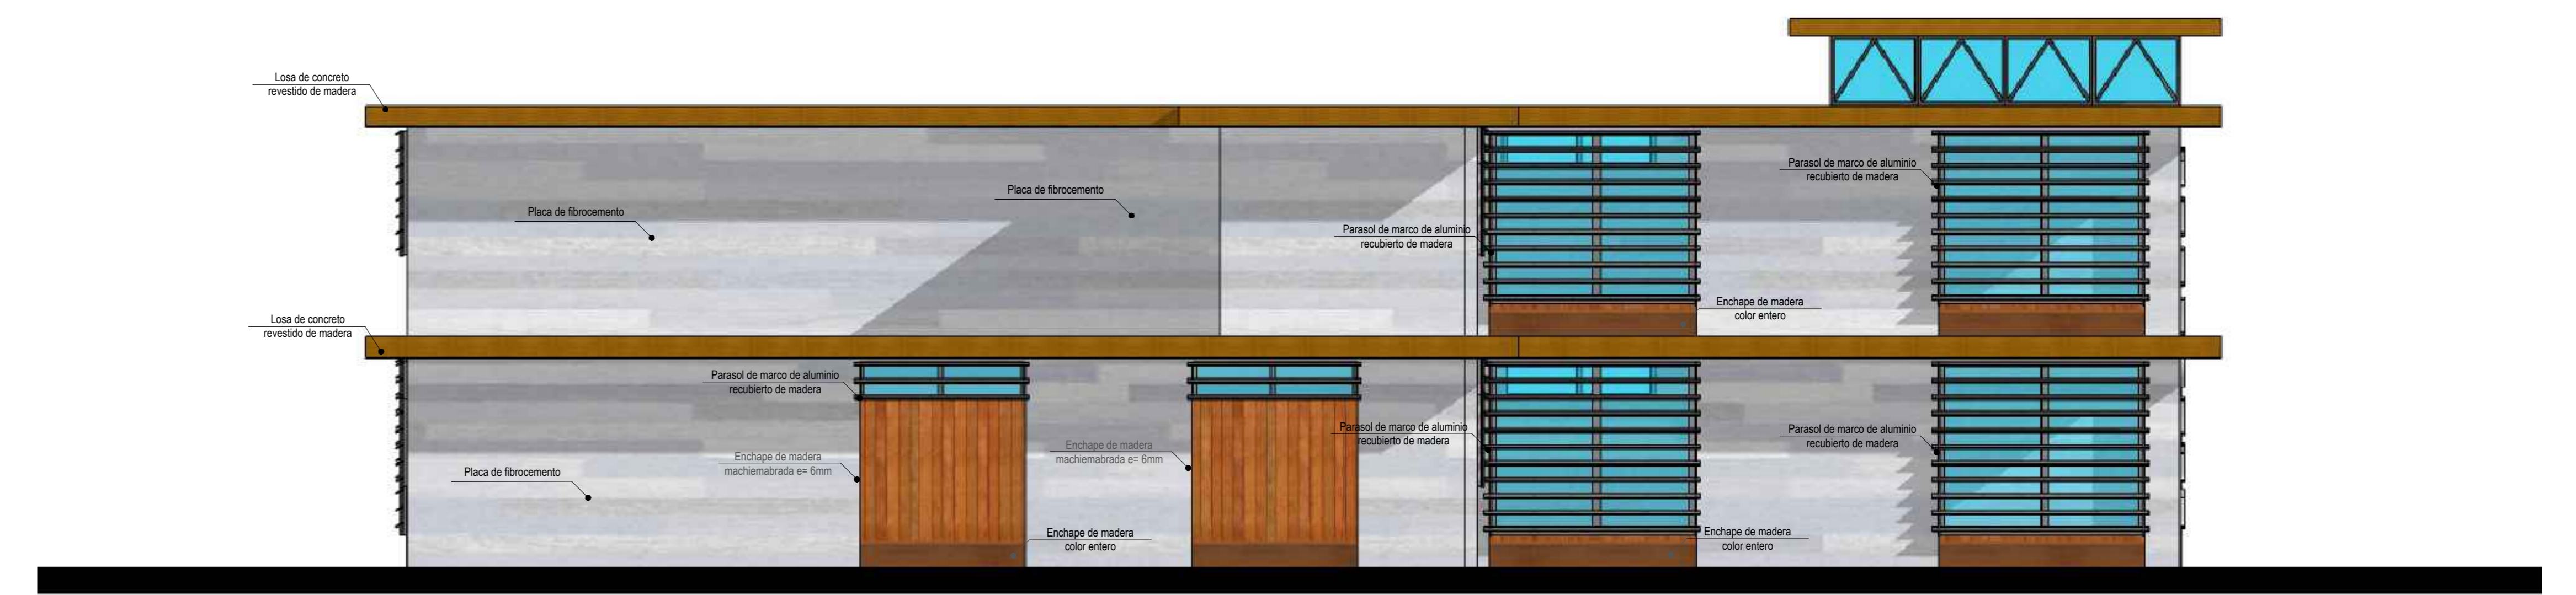 Losa de concreto
revestido de madera
Parasol de marco de aluminio
recubierto de madera
Placa de fibrocemento
Placa de fibrocemento
Parasol de marco de aluminio
recubierto de madera
Enchape de madera
color entero
Losa de concreto
revestido de madera
Parasol de marco de aluminio
recubierto de madera
Parasol de marco de aluminio
recubierto de madera
Parasol de marco de aluminio
recubierto de madera
Enchape de madera
machiemabrada e= 6mm
Enchape de madera
machiemabrada e= 6mm
Placa de fibrocemento
Enchape de madera
color entero
Enchape de madera
color entero